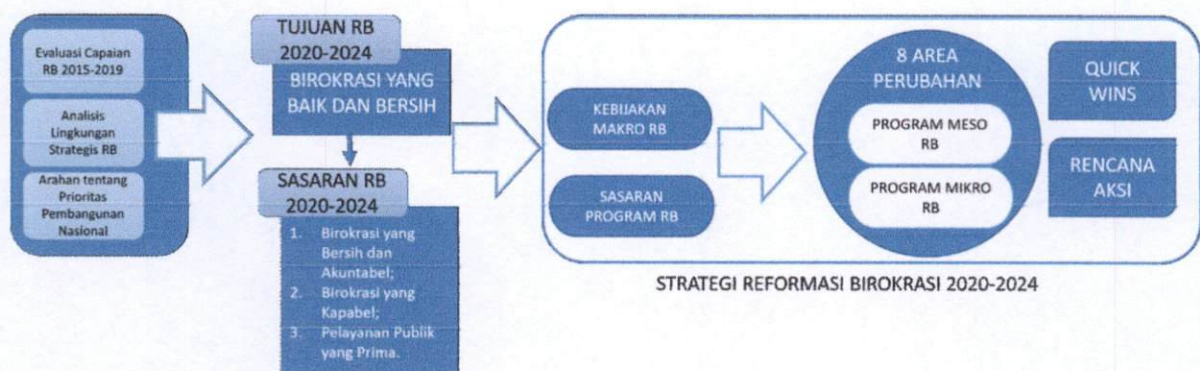 Evaluasi Capaian
RB 2015-2019
Analisis
Lingkungan
Strategis RB
Arahan tentang
Prioritas
Pembangunan
Nasional
TUJUAN RB
2020-2024
BIROKRASI YANG
BAIK DAN BERSIH
SASARAN RB
2020-2024
1. Birokrasi yang
Bersih dan
Akuntabel;
2. Birokrasi yang
Kapabel;
3. Pelayanan Publik
yang Prima.
KEBIJAKAN
MAKRO RB
SASARAN
PROGRAM RB
8 AREA
PERUBAHAN
PROGRAM MESO
RB
PROGRAM MIKRO
RB
QUICK
WINS
RENCANA
AKSI
STRATEGI REFORMASI BIROKRASI 2020-2024